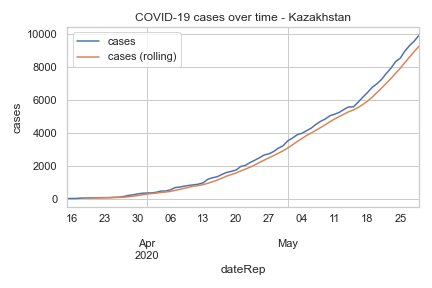 COVID-19 cases over time - Kazakhstan
cases
cases (rolling)
10000
8000
6000
4000
2000
0
cases
16 23 30 06 13 20 27 04 11 18 25
Apr May
2020
dateRep